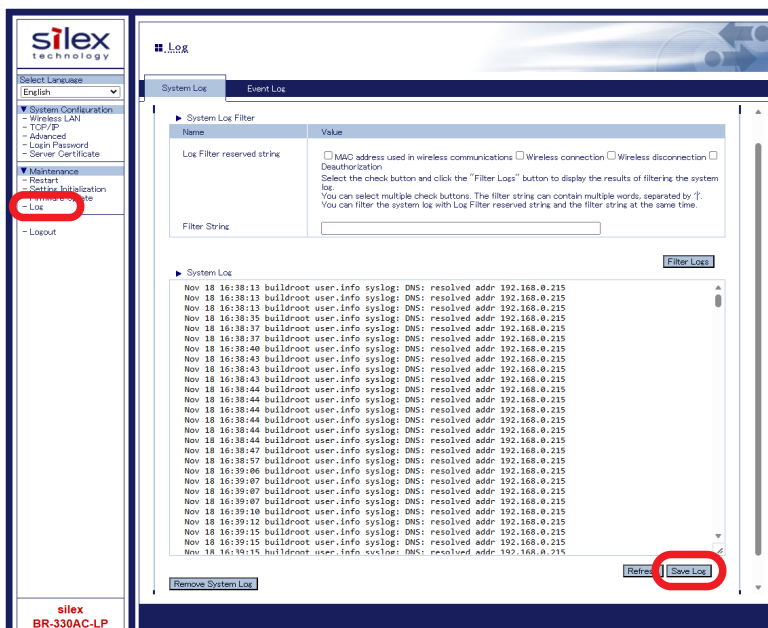 silex
technology
Select Language
English
▼ System Configuration
- Wireless LAN
- TCP/IP
- Advanced
- Login Password
- Server Certificate
▼ Maintenance
- Restart
- Setting Initialization
- Firmware Update
- Log
- Logout
silex
BR-330AC-LP
Log
System Log Event Log
System Log Filter
Name Value
Log Filter reserved string
MAC address used in wireless communications Wireless connection Wireless disconnection
Deauthorization
Select the check button and click the "Filter Logs" button to display the results of filtering the system
log.
You can select multiple check buttons. The filter string can contain multiple words, separated by '|'.
You can filter the system log with Log Filter reserved string and the filter string at the same time.
Filter String
Filter Logs
System Log
Nov 18 16:38:13 buildroot user.info syslog: DNS: resolved addr 192.168.0.215
Nov 18 16:38:13 buildroot user.info syslog: DNS: resolved addr 192.168.0.215
Nov 18 16:38:13 buildroot user.info syslog: DNS: resolved addr 192.168.0.215
Nov 18 16:38:35 buildroot user.info syslog: DNS: resolved addr 192.168.0.215
Nov 18 16:38:37 buildroot user.info syslog: DNS: resolved addr 192.168.0.215
Nov 18 16:38:37 buildroot user.info syslog: DNS: resolved addr 192.168.0.215
Nov 18 16:38:40 buildroot user.info syslog: DNS: resolved addr 192.168.0.215
Nov 18 16:38:43 buildroot user.info syslog: DNS: resolved addr 192.168.0.215
Nov 18 16:38:43 buildroot user.info syslog: DNS: resolved addr 192.168.0.215
Nov 18 16:38:43 buildroot user.info syslog: DNS: resolved addr 192.168.0.215
Nov 18 16:38:44 buildroot user.info syslog: DNS: resolved addr 192.168.0.215
Nov 18 16:38:44 buildroot user.info syslog: DNS: resolved addr 192.168.0.215
Nov 18 16:38:44 buildroot user.info syslog: DNS: resolved addr 192.168.0.215
Nov 18 16:38:44 buildroot user.info syslog: DNS: resolved addr 192.168.0.215
Nov 18 16:38:44 buildroot user.info syslog: DNS: resolved addr 192.168.0.215
Nov 18 16:38:44 buildroot user.info syslog: DNS: resolved addr 192.168.0.215
Nov 18 16:38:47 buildroot user.info syslog: DNS: resolved addr 192.168.0.215
Nov 18 16:38:57 buildroot user.info syslog: DNS: resolved addr 192.168.0.215
Nov 18 16:39:06 buildroot user.info syslog: DNS: resolved addr 192.168.0.215
Nov 18 16:39:07 buildroot user.info syslog: DNS: resolved addr 192.168.0.215
Nov 18 16:39:07 buildroot user.info syslog: DNS: resolved addr 192.168.0.215
Nov 18 16:39:07 buildroot user.info syslog: DNS: resolved addr 192.168.0.215
Nov 18 16:39:10 buildroot user.info syslog: DNS: resolved addr 192.168.0.215
Nov 18 16:39:12 buildroot user.info syslog: DNS: resolved addr 192.168.0.215
Nov 18 16:39:15 buildroot user.info syslog: DNS: resolved addr 192.168.0.215
Nov 18 16:39:15 buildroot user.info syslog: DNS: resolved addr 192.168.0.215
Nov 18 16:39:15 buildroot user.info syslog: DNS: resolved addr 192.168.0.215
Refresh Save Log
Remove System Log